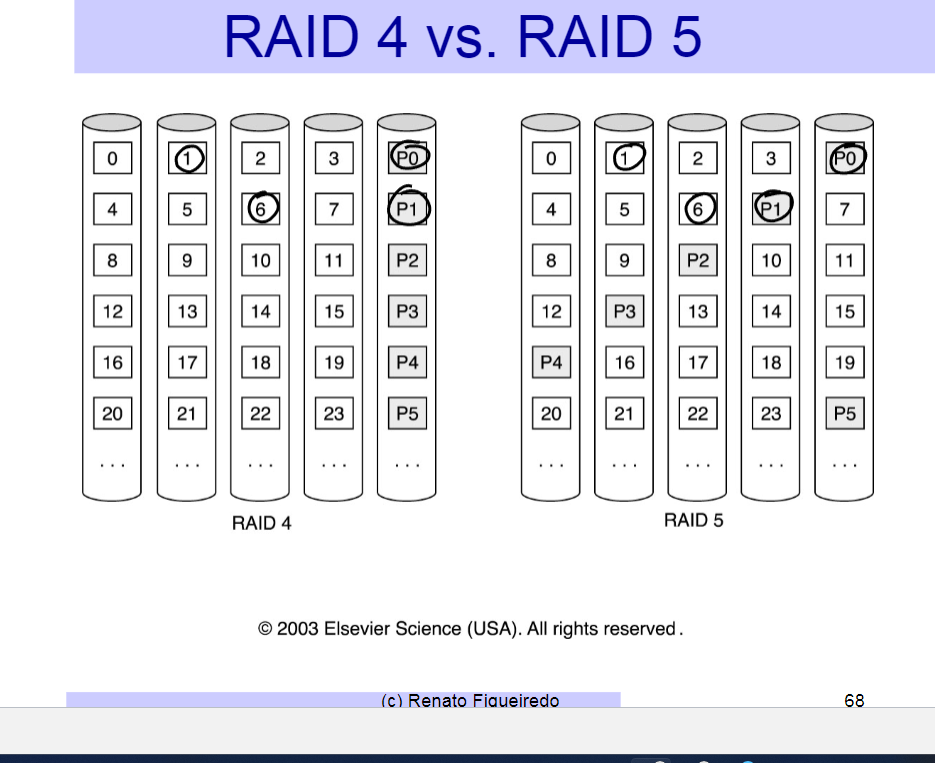 RAID 4 vs. RAID 5
0 1 2 3 P0
4 5 6 7 P1
8 9 10 11 P2
12 13 14 15 P3
16 17 18 19 P4
20 21 22 23 P5
... ... ... ... ...
RAID 4
0 1 2 3 P0
4 5 6 P1 7
8 9 P2 10 11
12 P3 13 14 15
P4 16 17 18 19
20 21 22 23 P5
... ... ... ... ...
RAID 5
© 2003 Elsevier Science (USA). All rights reserved.
(c) Renato Figueiredo
68